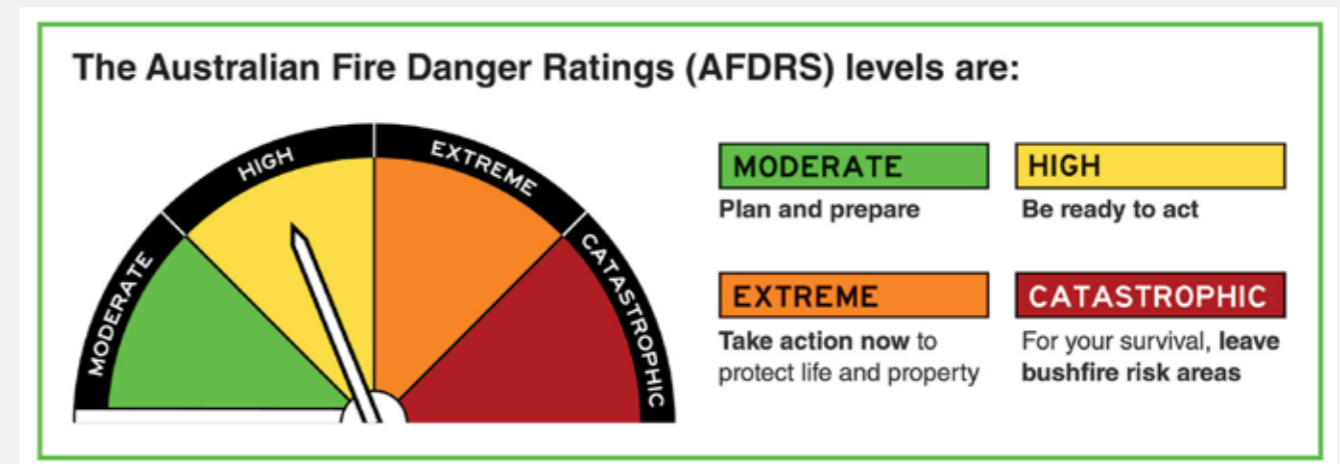 The Australian Fire Danger Ratings (AFDRS) levels are:
MODERATE
HIGH
EXTREME
CATASTROPHIC
MODERATE
Plan and prepare
HIGH
Be ready to act
EXTREME
Take action now to
protect life and property
CATASTROPHIC
For your survival, leave
bushfire risk areas